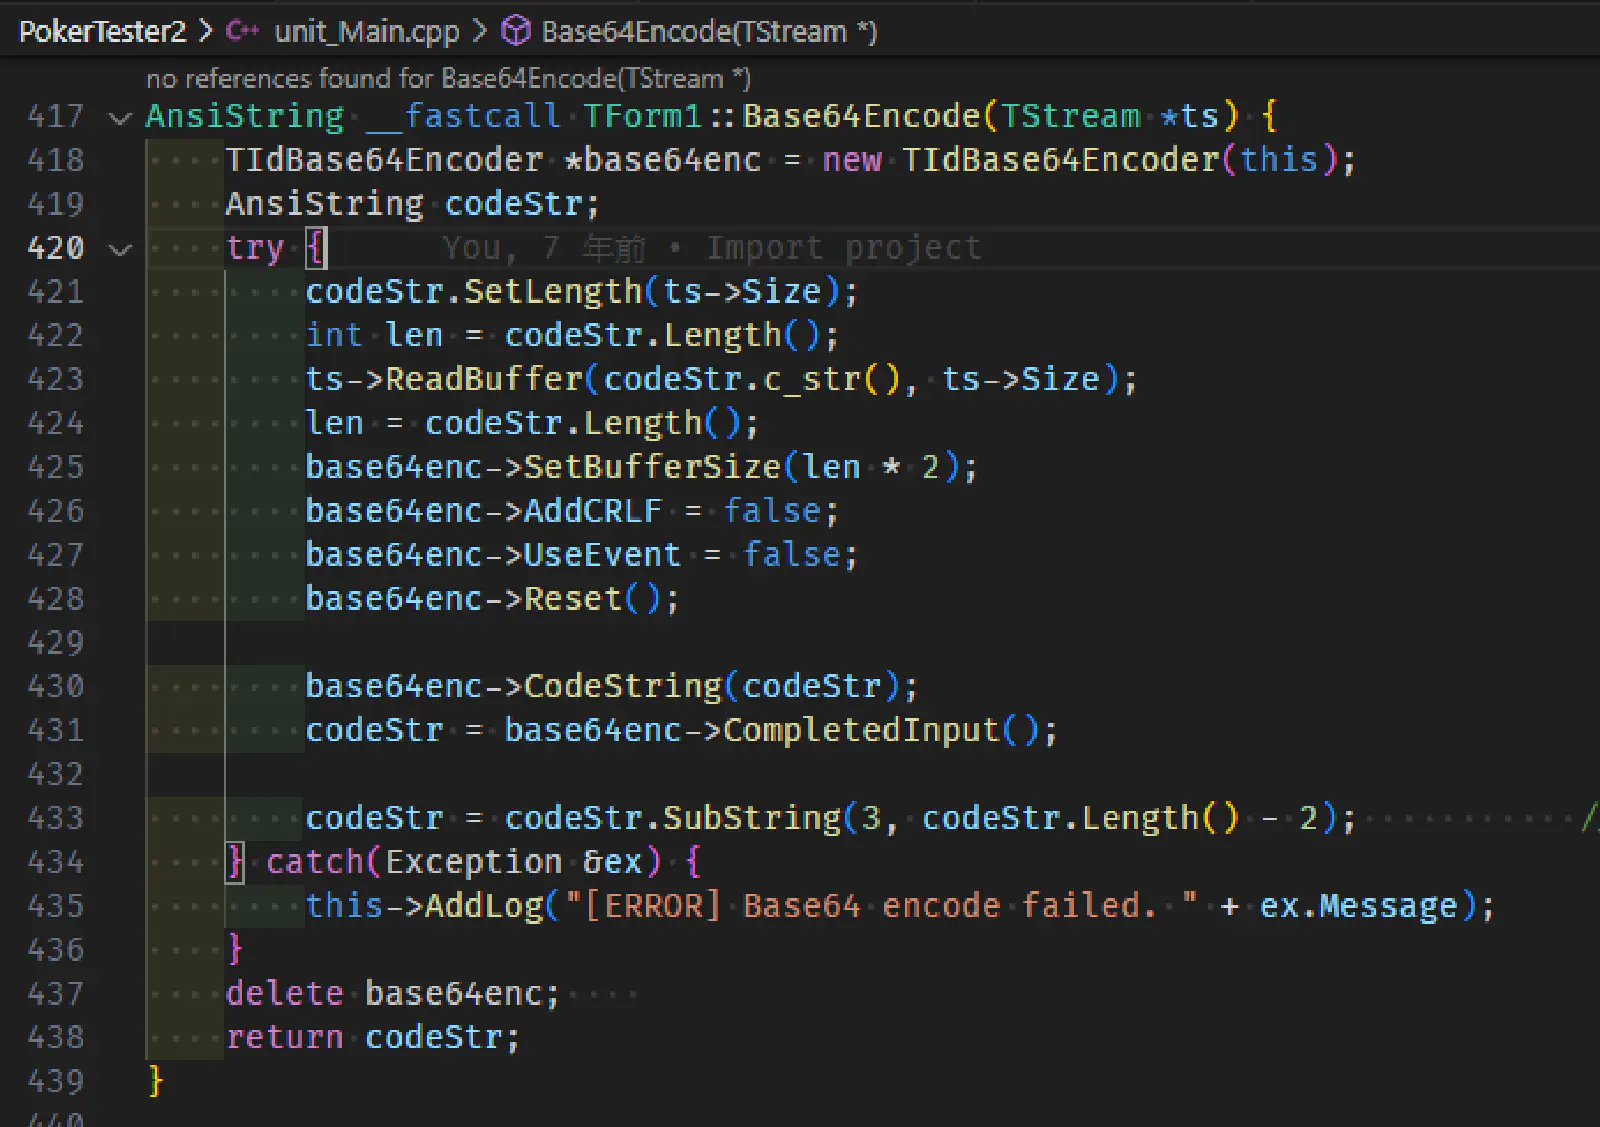 PokerTester2 > C++ unit_Main.cpp > Base64Encode(TStream *)
no references found for Base64Encode(TStream *)
417 AnsiString __fastcall TForm1::Base64Encode(TStream *ts) {
418 TIdBase64Encoder *base64enc = new TIdBase64Encoder(this);
419 AnsiString codeStr;
420 try { You, 7 年前 • Import project
421 codeStr.SetLength(ts->Size);
422 int len = codeStr.Length();
423 ts->ReadBuffer(codeStr.c_str(), ts->Size);
424 len = codeStr.Length();
425 base64enc->SetBufferSize(len * 2);
426 base64enc->AddCRLF = false;
427 base64enc->UseEvent = false;
428 base64enc->Reset();
429
430 base64enc->CodeString(codeStr);
431 codeStr = base64enc->CompletedInput();
432
433 codeStr = codeStr.SubString(3, codeStr.Length() - 2); /
434 } catch(Exception &ex) {
435 this->AddLog("[ERROR] Base64 encode failed. " + ex.Message);
436 }
437 delete base64enc;
438 return codeStr;
439 }
440